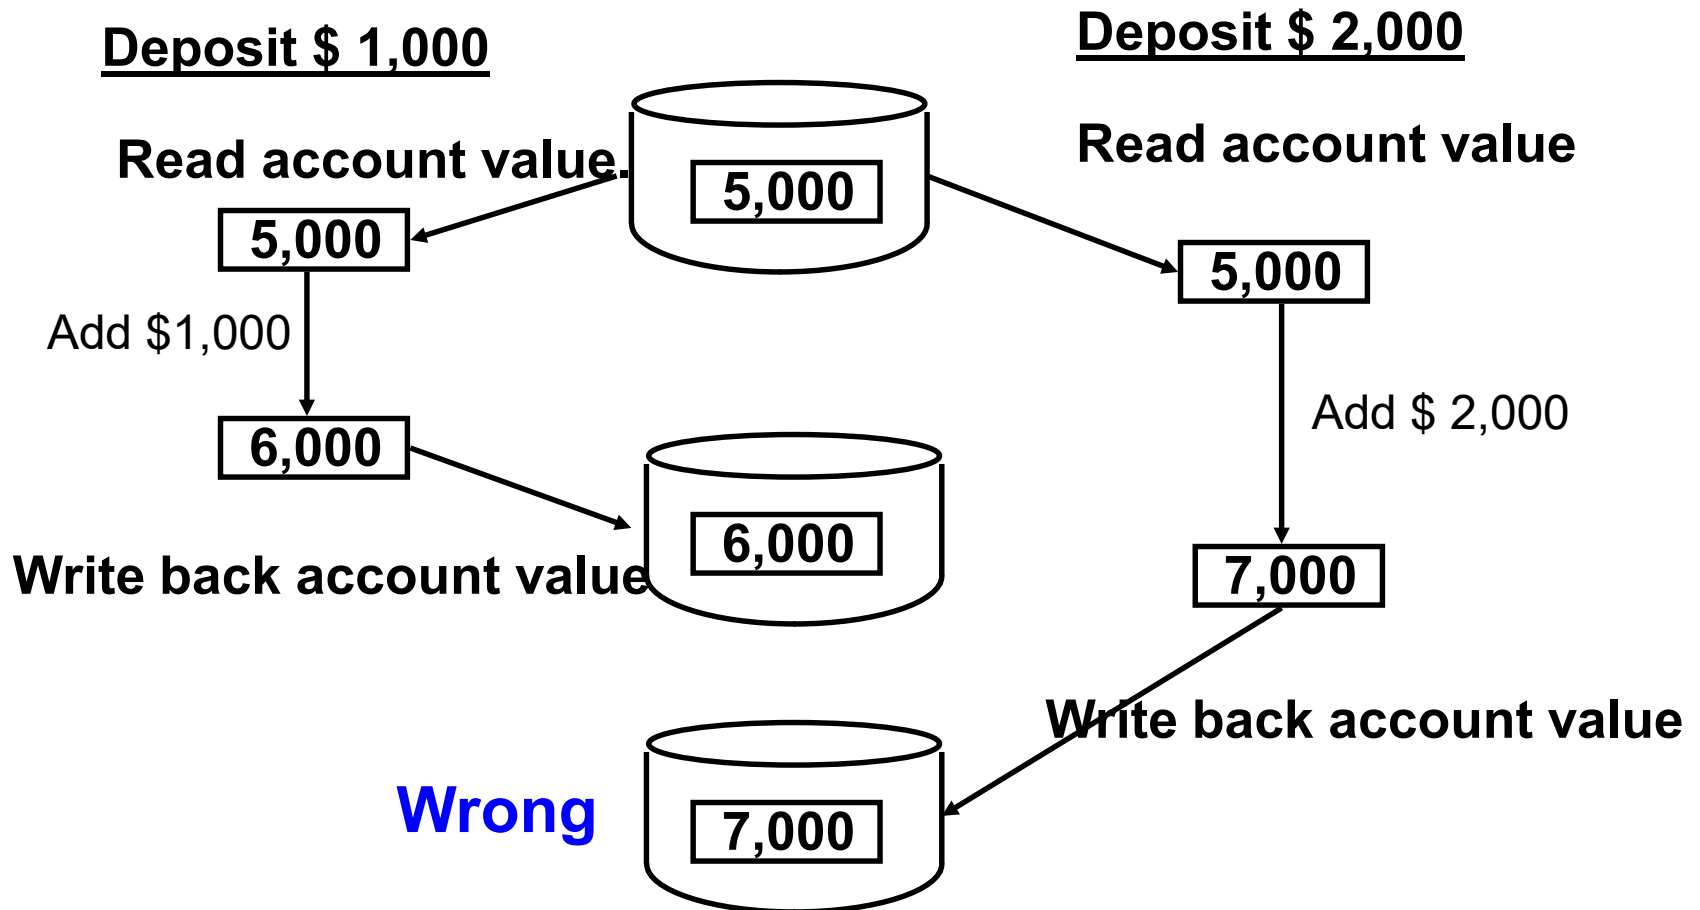 Deposit $ 1,000
Deposit $ 2,000
Read account value.
Read account value
5,000
5,000
5,000
Add $1,000
Add $ 2,000
6,000
6,000
Write back account value
7,000
Write back account value
Wrong
7,000